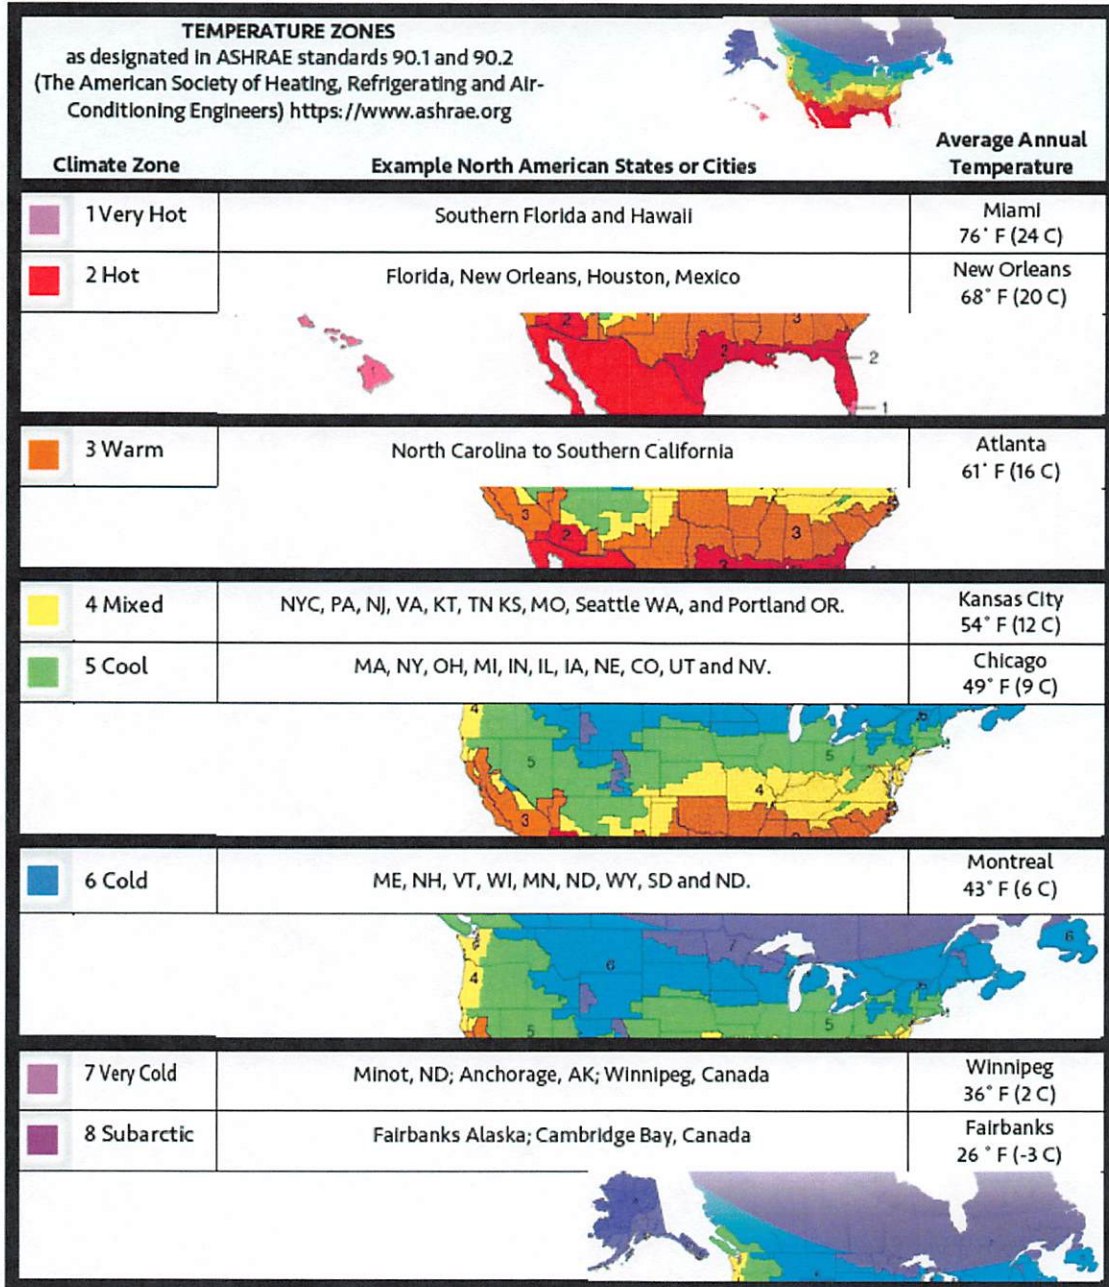 TEMPERATURE ZONES
as designated in ASHRAE standards 90.1 and 90.2
(The American Society of Heating, Refrigerating and Air-
Conditioning Engineers) https://www.ashrae.org
Climate Zone
Example North American States or Cities
Average Annual
Temperature
1 Very Hot
Southern Florida and Hawaii
Miami
76° F (24 C)
2 Hot
Florida, New Orleans, Houston, Mexico
New Orleans
68° F (20 C)
2
3
2
2
1
1
3 Warm
North Carolina to Southern California
Atlanta
61° F (16 C)
3
2
3
2
4 Mixed
NYC, PA, NJ, VA, KT, TN KS, MO, Seattle WA, and Portland OR.
Kansas City
54° F (12 C)
5 Cool
MA, NY, OH, MI, IN, IL, IA, NE, CO, UT and NV.
Chicago
49° F (9 C)
4
6
5
5
4
3
6 Cold
ME, NH, VT, WI, MN, ND, WY, SD and ND.
Montreal
43° F (6 C)
7
6
6
4
6
5
5
7 Very Cold
Minot, ND; Anchorage, AK; Winnipeg, Canada
Winnipeg
36° F (2 C)
8 Subarctic
Fairbanks Alaska; Cambridge Bay, Canada
Fairbanks
26 ° F (-3 C)